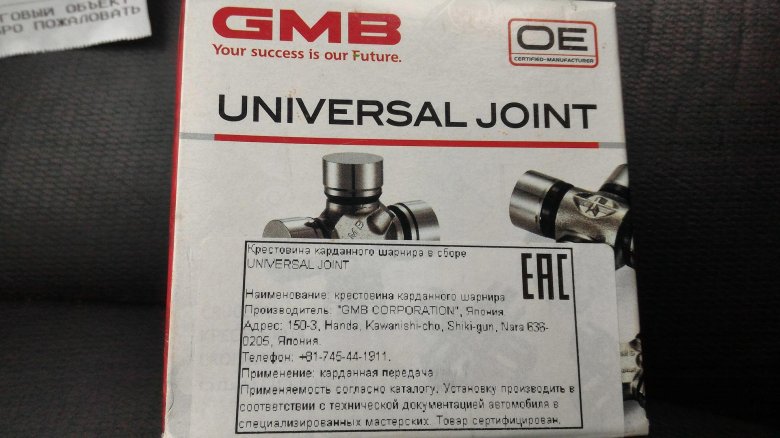 ГОВЫЙ ОБЪЕКТ
РО ПОЖАЛОВАТЬ
GMB
Your success is our Future.
OE
CERTIFIED-MANUFACTURER
UNIVERSAL JOINT
GMB
Крестовина карданного шарнира в сборе
UNIVERSAL JOINT
EAC
Наименование: крестовина карданного шарнира
Производитель: "GMB CORPORATION", Япония.
Адрес: 150-3, Handa, Kawanishi-cho, Shiki-gun, Nara 636-
0205, Япония.
Телефон: +81-745-44-1911.
Применение: карданная передача
Применяемость согласно каталогу. Установку производить в
соответствии с технической документацией автомобиля в
специализированных мастерских. Товар сертифицирован.